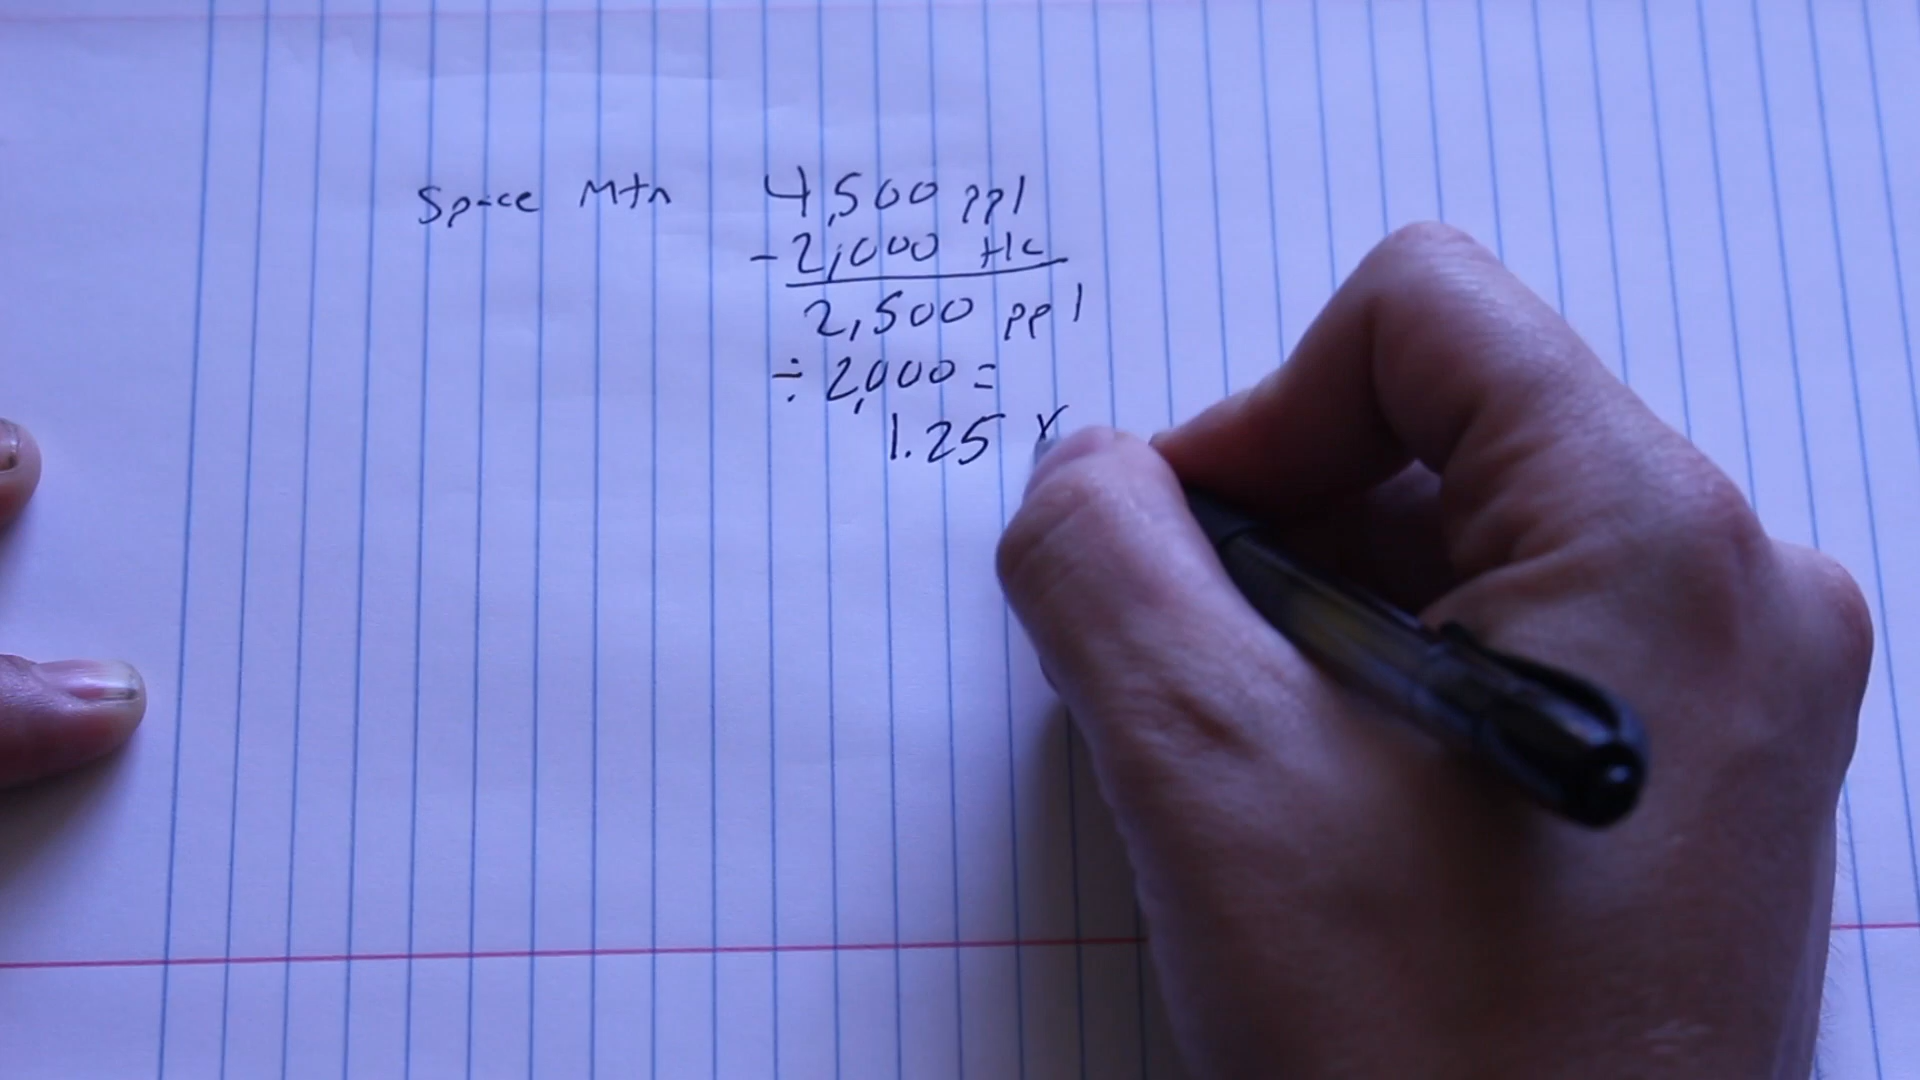 Space Mtn 4,500 ppl
- 2,000 Hc
2,500 ppl
÷ 2,000 =
1.25 x